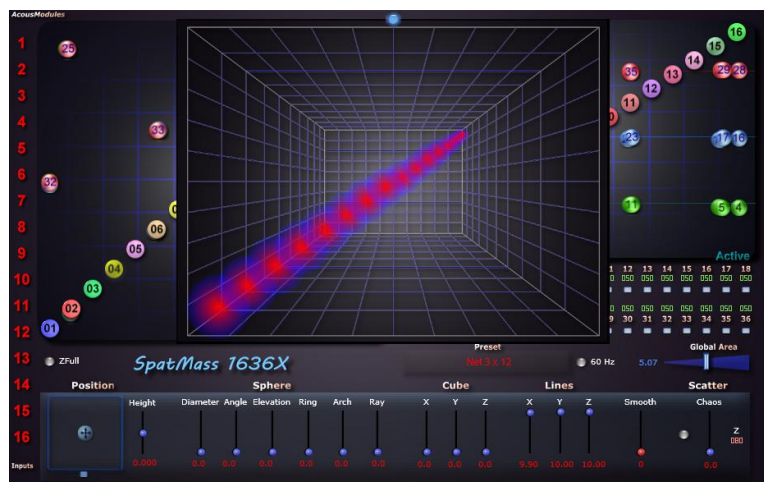 AcousModules
1
2
3
4
5
6
7
8
9
10
11
12
13
14
15
16
Inputs
25
33
32
01
02
03
04
05
06
16
15
14
13
12
11
35
29 28
23
17 16
11
5 4
Active
12 13 14 15 16 17 18
050 050 050 050 050 050 050
050 050 050 050 050 050 050
30 31 32 33 34 35 36
ZFull
SpatMass 1636X
Preset
Net 3 x 12
60 Hz
Global Area
5.07
Position Sphere Cube Lines Scatter
Height Diameter Angle Elevation Ring Arch Ray X Y Z X Y Z Smooth Chaos
Z
0.000 0.0 0.0 0.0 0.0 0.0 0.0 0.0 0.0 0.0 9.90 10.00 10.00 0 0.0